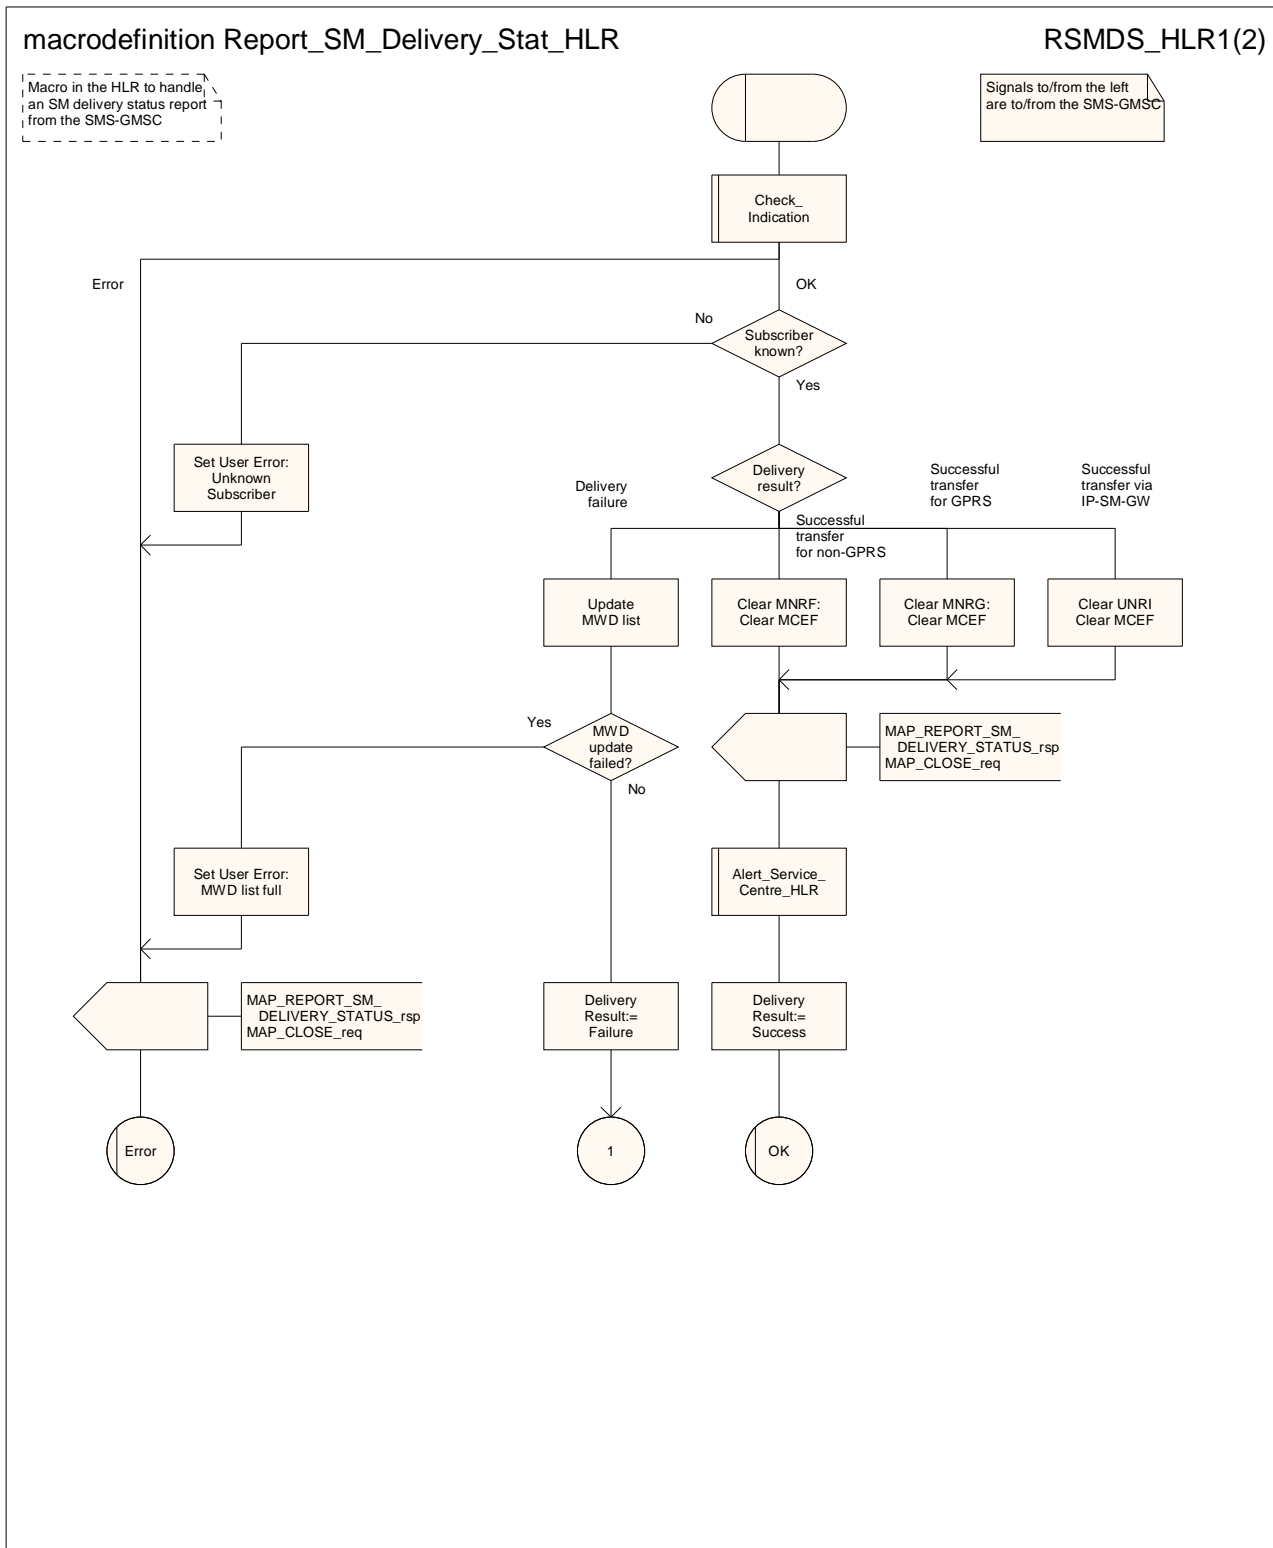 macrodefinition Report_SM_Delivery_Stat_HLR
RSMDS_HLR1(2)
Macro in the HLR to handle
an SM delivery status report
from the SMS-GMSC
Signals to/from the left
are to/from the SMS-GMSC
Check_
Indication
Error
OK
No
Subscriber
known?
Yes
Set User Error:
Unknown
Subscriber
Delivery
result?
Delivery
failure
Successful
transfer
for non-GPRS
Successful
transfer
for GPRS
Successful
transfer via
IP-SM-GW
Update
MWD list
Clear MNRF:
Clear MCEF
Clear MNRG:
Clear MCEF
Clear UNRI
Clear MCEF
Yes
MWD
update
failed?
No
MAP_REPORT_SM_
DELIVERY_STATUS_rsp
MAP_CLOSE_req
Set User Error:
MWD list full
Alert_Service_
Centre_HLR
MAP_REPORT_SM_
DELIVERY_STATUS_rsp
MAP_CLOSE_req
Delivery
Result:=
Failure
Delivery
Result:=
Success
Error
1
OK